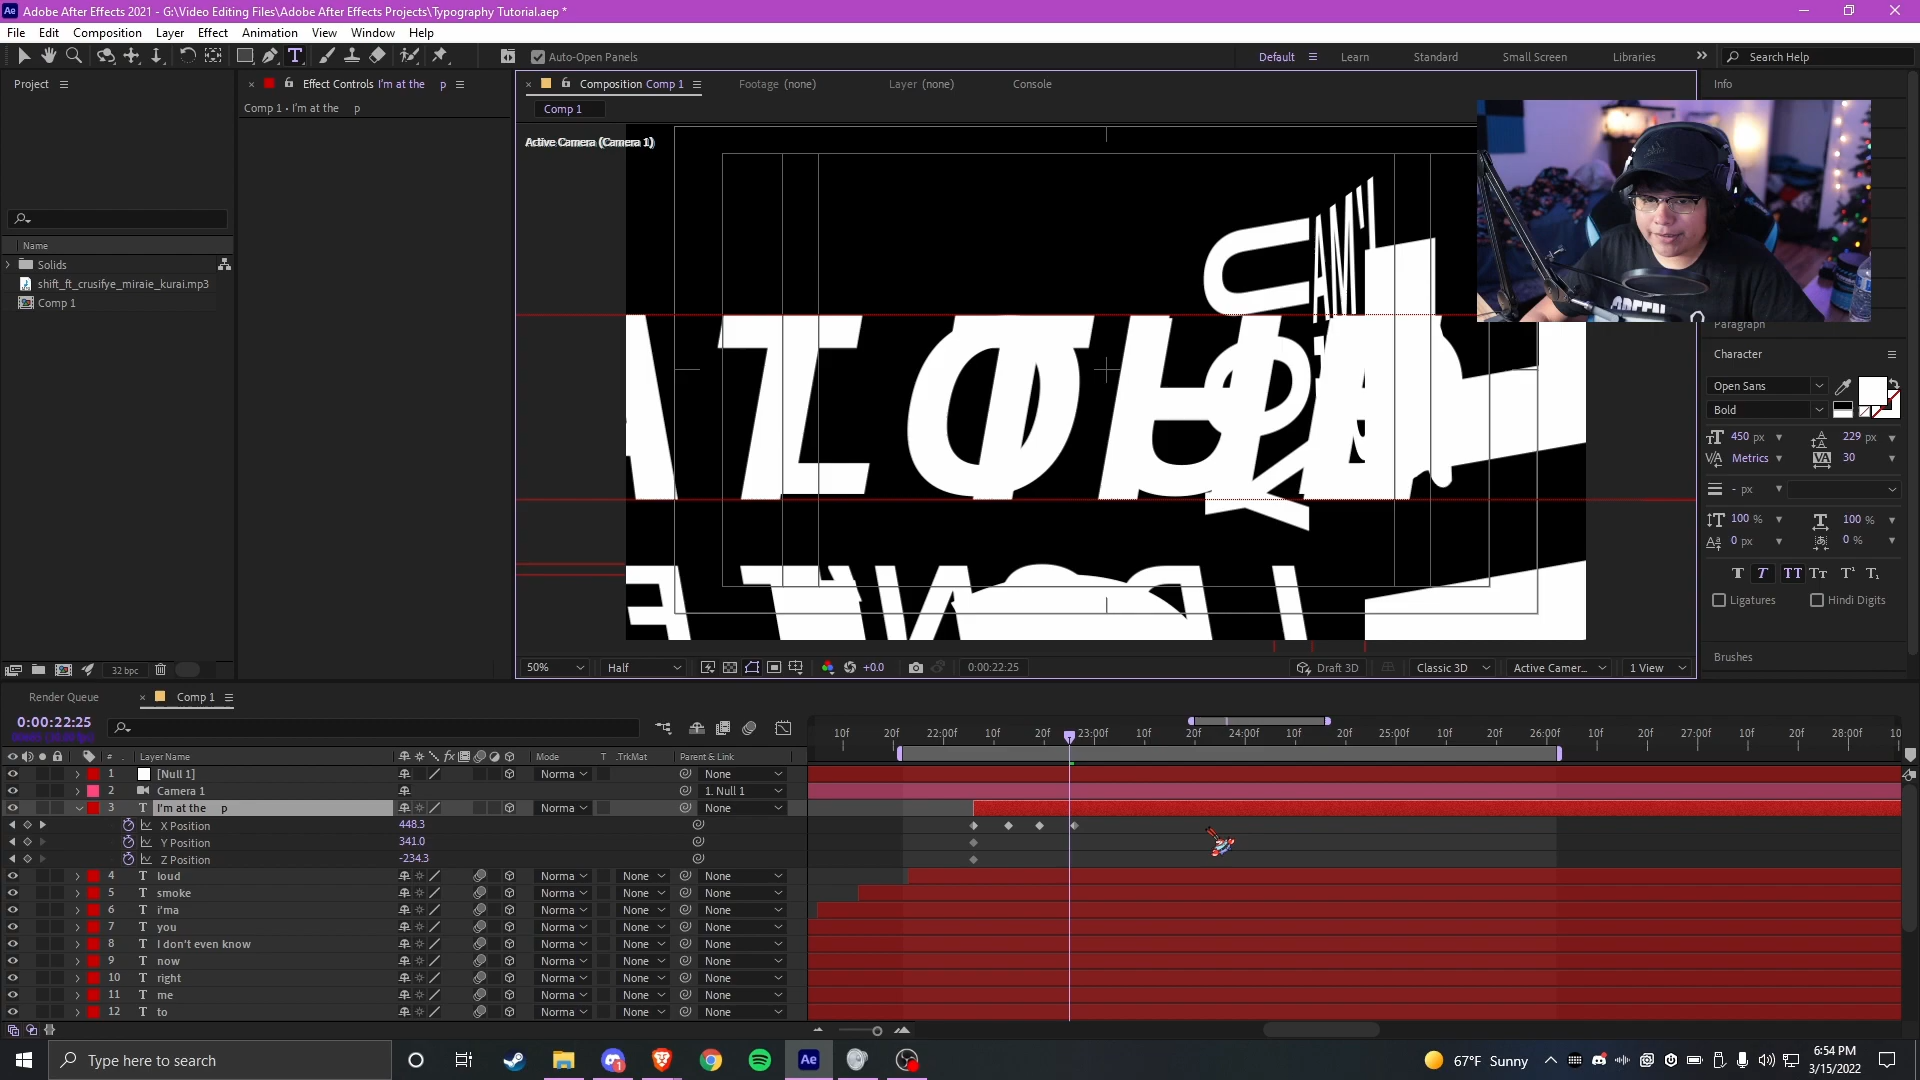 Adobe After Effects 2021 - G:\Video Editing Files\Adobe After Effects Projects\Typography Tutorial.aep *
File Edit Composition Layer Effect Animation View Window Help
Auto-Open Panels
Default Learn Standard Small Screen Libraries Search Help
Project
Effect Controls I'm at the p
Composition Comp 1
Footage (none)
Layer (none)
Console
Info
Comp 1 • I'm at the p
Comp 1
Active Camera (Camera 1)
Name
Solids
shift_ft_crusifye_miraie_kurai.mp3
Comp 1
GREEN
Paragraph
Character
Open Sans
Bold
450 px
229 px
Metrics
30
- px
100 %
100 %
0 px
0 %
Ligatures
Hindi Digits
Brushes
32 bpc
50%
Half
+0.0
0:00:22:25
Draft 3D
Classic 3D
Active Camer...
1 View
Render Queue
Comp 1
0:00:22:25
10f 20f 22:00f 10f 20f 23:00f 10f 20f 24:00f 10f 20f 25:00f 10f 20f 26:00f 10f 20f 27:00f 10f 20f 28:00f 10
# Layer Name Mode T .TrkMat Parent & Link
1 [Null 1] Norma None
2 Camera 1 1. Null 1
3 I'm at the p Norma None
X Position 448.3
Y Position 341.0
Z Position -234.3
4 loud Norma None None
5 smoke Norma None None
6 i'ma Norma None None
7 you Norma None None
8 I don't even know Norma None None
9 now Norma None None
10 right Norma None None
11 me Norma None None
12 to Norma None None
Type here to search
67°F Sunny
6:54 PM
3/15/2022